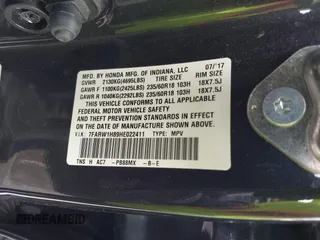 MFD. BY HONDA MFG. OF INDIANA, LLC 07/'17
GVWR 2130KG(4695LBS) TIRE SIZE RIM SIZE
GAWR F 1100KG(2425LBS) 235/60R18 103H 18X7.5J
GAWR R 1040KG(2292LBS) 235/60R18 103H 18X7.5J
THIS VEHICLE CONFORMS TO ALL APPLICABLE
FEDERAL MOTOR VEHICLE SAFETY
AND THEFT PREVENTION STANDARDS IN EFFECT
ON THE DATE OF MANUFACTURE SHOWN ABOVE.
V.I.N. 7FARW1H89HE022411 TYPE: MPV
TNS H AC7 -PB88MX -B-E
DREAMBID